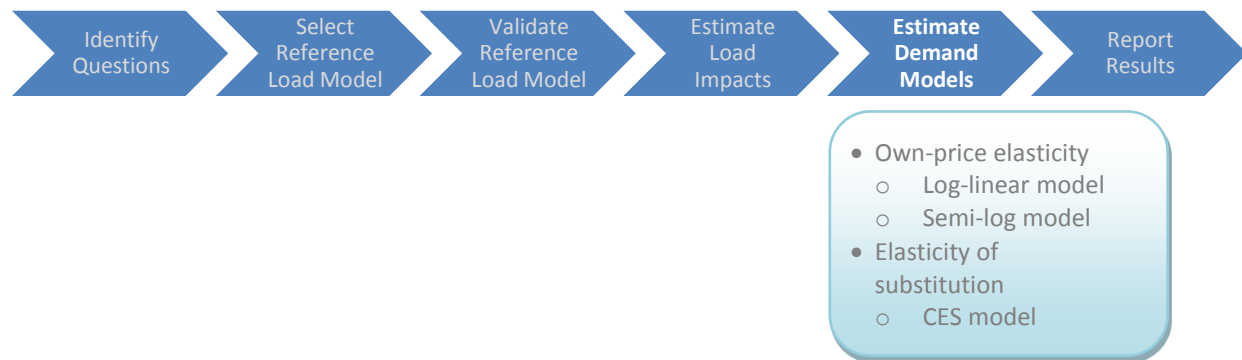 Identify
Questions
Select
Reference
Load Model
Validate
Reference
Load Model
Estimate
Load
Impacts
Estimate
Demand
Models
Report
Results
• Own-price elasticity
o Log-linear model
o Semi-log model
• Elasticity of
substitution
o CES model